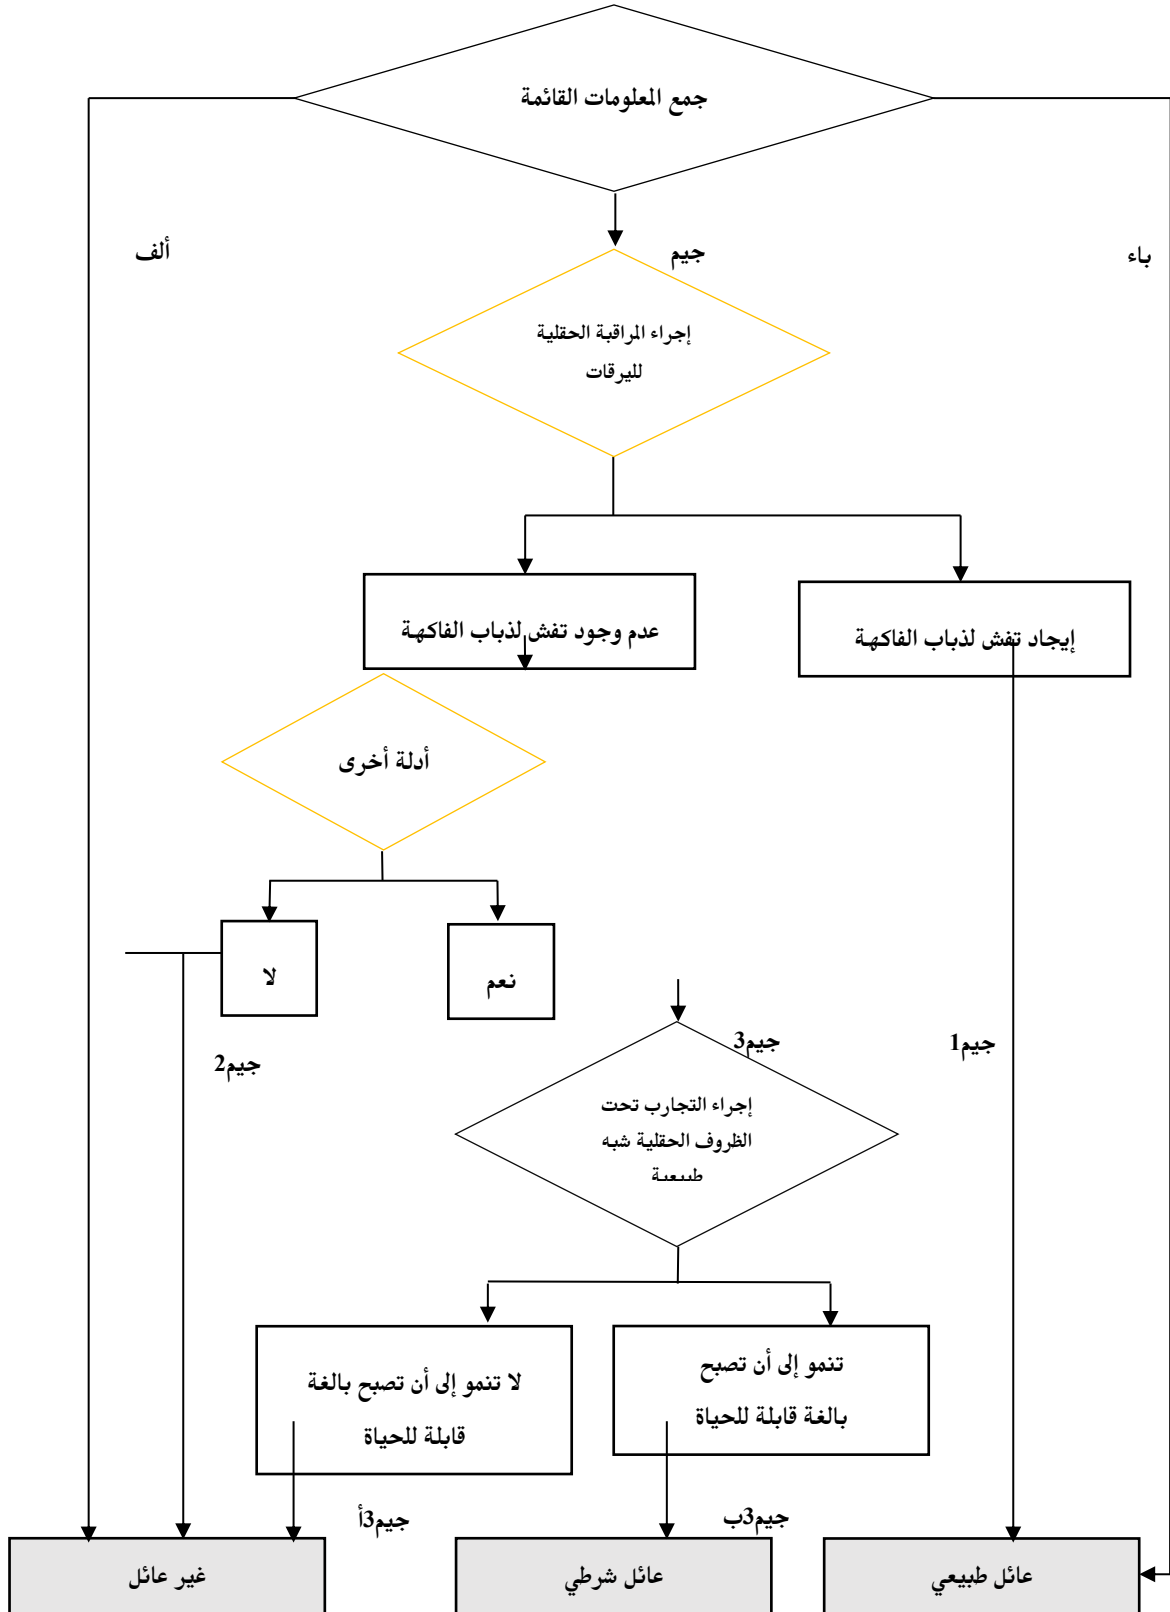 جمع المعلومات القائمة
ألف
جيم
باء
إجراء المراقبة الحقلية
لليرقات
عدم وجود تفش لذباب الفاكهة
إيجاد تفش لذباب الفاكهة
أدلة أخرى
لا
نعم
جيم2
جيم3
جيم1
إجراء التجارب تحت
الظروف الحقلية شبه
طبيعية
لا تنمو إلى أن تصبح بالغة
قابلة للحياة
تنمو إلى أن تصبح
بالغة قابلة للحياة
جيم3أ
جيم3ب
غير عائل
عائل شرطي
عائل طبيعي